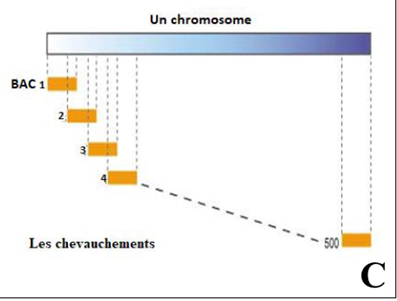 Un chromosome
BAC 1
2
3
4
500
Les chevauchements
C